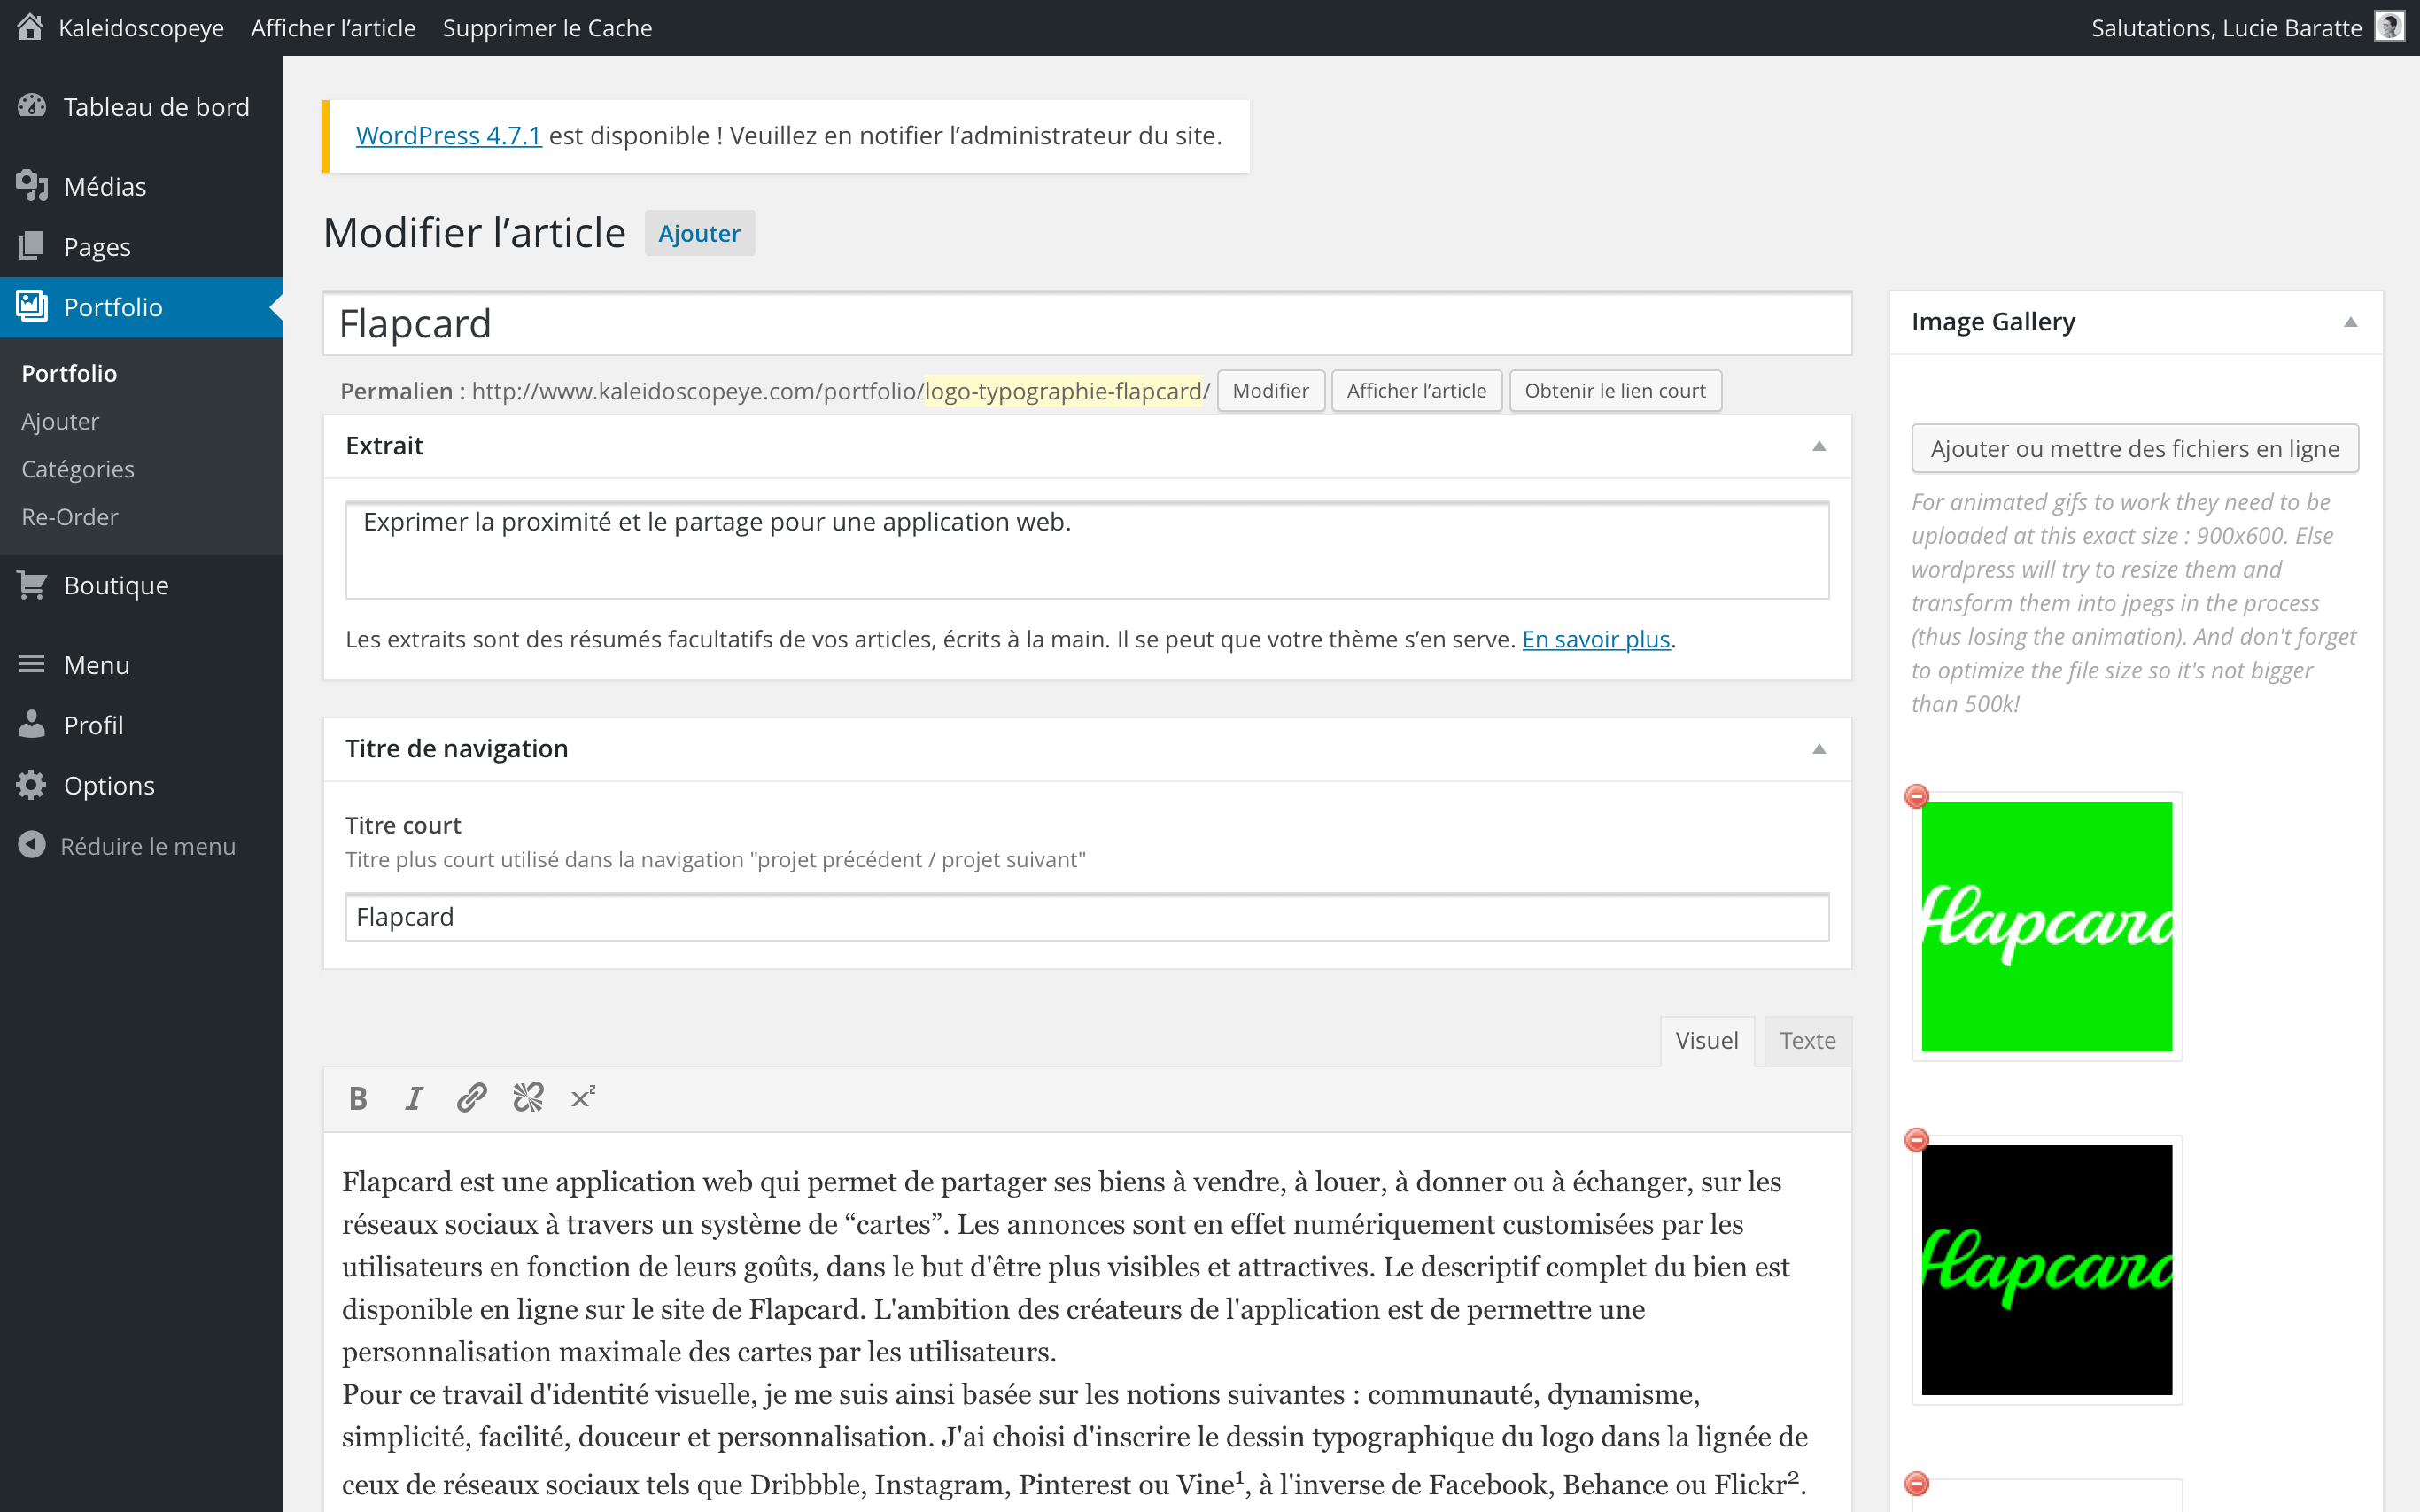 Kaleidoscopeye Afficher l’article Supprimer le Cache Salutations, Lucie Baratte
Tableau de bord
Médias
Pages
Portfolio
Portfolio
Ajouter
Catégories
Re-Order
Boutique
Menu
Profil
Options
Réduire le menu
WordPress 4.7.1 est disponible ! Veuillez en notifier l’administrateur du site.
Modifier l’article Ajouter
Flapcard
Permalien : http://www.kaleidoscopeye.com/portfolio/logo-typographie-flapcard/ Modifier Afficher l’article Obtenir le lien court
Extrait
Exprimer la proximité et le partage pour une application web.
Les extraits sont des résumés facultatifs de vos articles, écrits à la main. Il se peut que votre thème s’en serve. En savoir plus.
Titre de navigation
Titre court
Titre plus court utilisé dans la navigation "projet précédent / projet suivant"
Flapcard
Visuel Texte
B I x²
Flapcard est une application web qui permet de partager ses biens à vendre, à louer, à donner ou à échanger, sur les
réseaux sociaux à travers un système de “cartes”. Les annonces sont en effet numériquement customisées par les
utilisateurs en fonction de leurs goûts, dans le but d'être plus visibles et attractives. Le descriptif complet du bien est
disponible en ligne sur le site de Flapcard. L'ambition des créateurs de l'application est de permettre une
personnalisation maximale des cartes par les utilisateurs.
Pour ce travail d'identité visuelle, je me suis ainsi basée sur les notions suivantes : communauté, dynamisme,
simplicité, facilité, douceur et personnalisation. J'ai choisi d'inscrire le dessin typographique du logo dans la lignée de
ceux de réseaux sociaux tels que Dribbble, Instagram, Pinterest ou Vine¹, à l'inverse de Facebook, Behance ou Flickr².
Image Gallery
Ajouter ou mettre des fichiers en ligne
For animated gifs to work they need to be
uploaded at this exact size : 900x600. Else
wordpress will try to resize them and
transform them into jpegs in the process
(thus losing the animation). And don't forget
to optimize the file size so it's not bigger
than 500k!
flapcard
flapcard